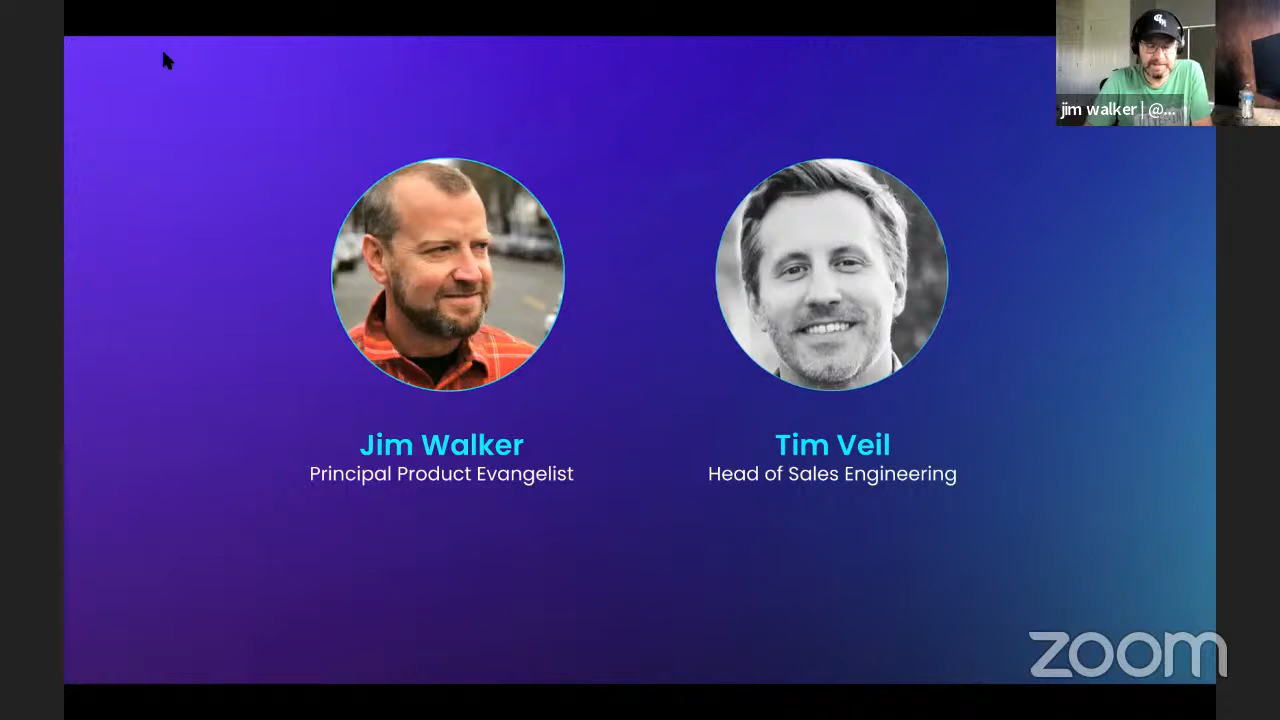 jim walker | @...
Jim Walker
Principal Product Evangelist
Tim Veil
Head of Sales Engineering
zoom